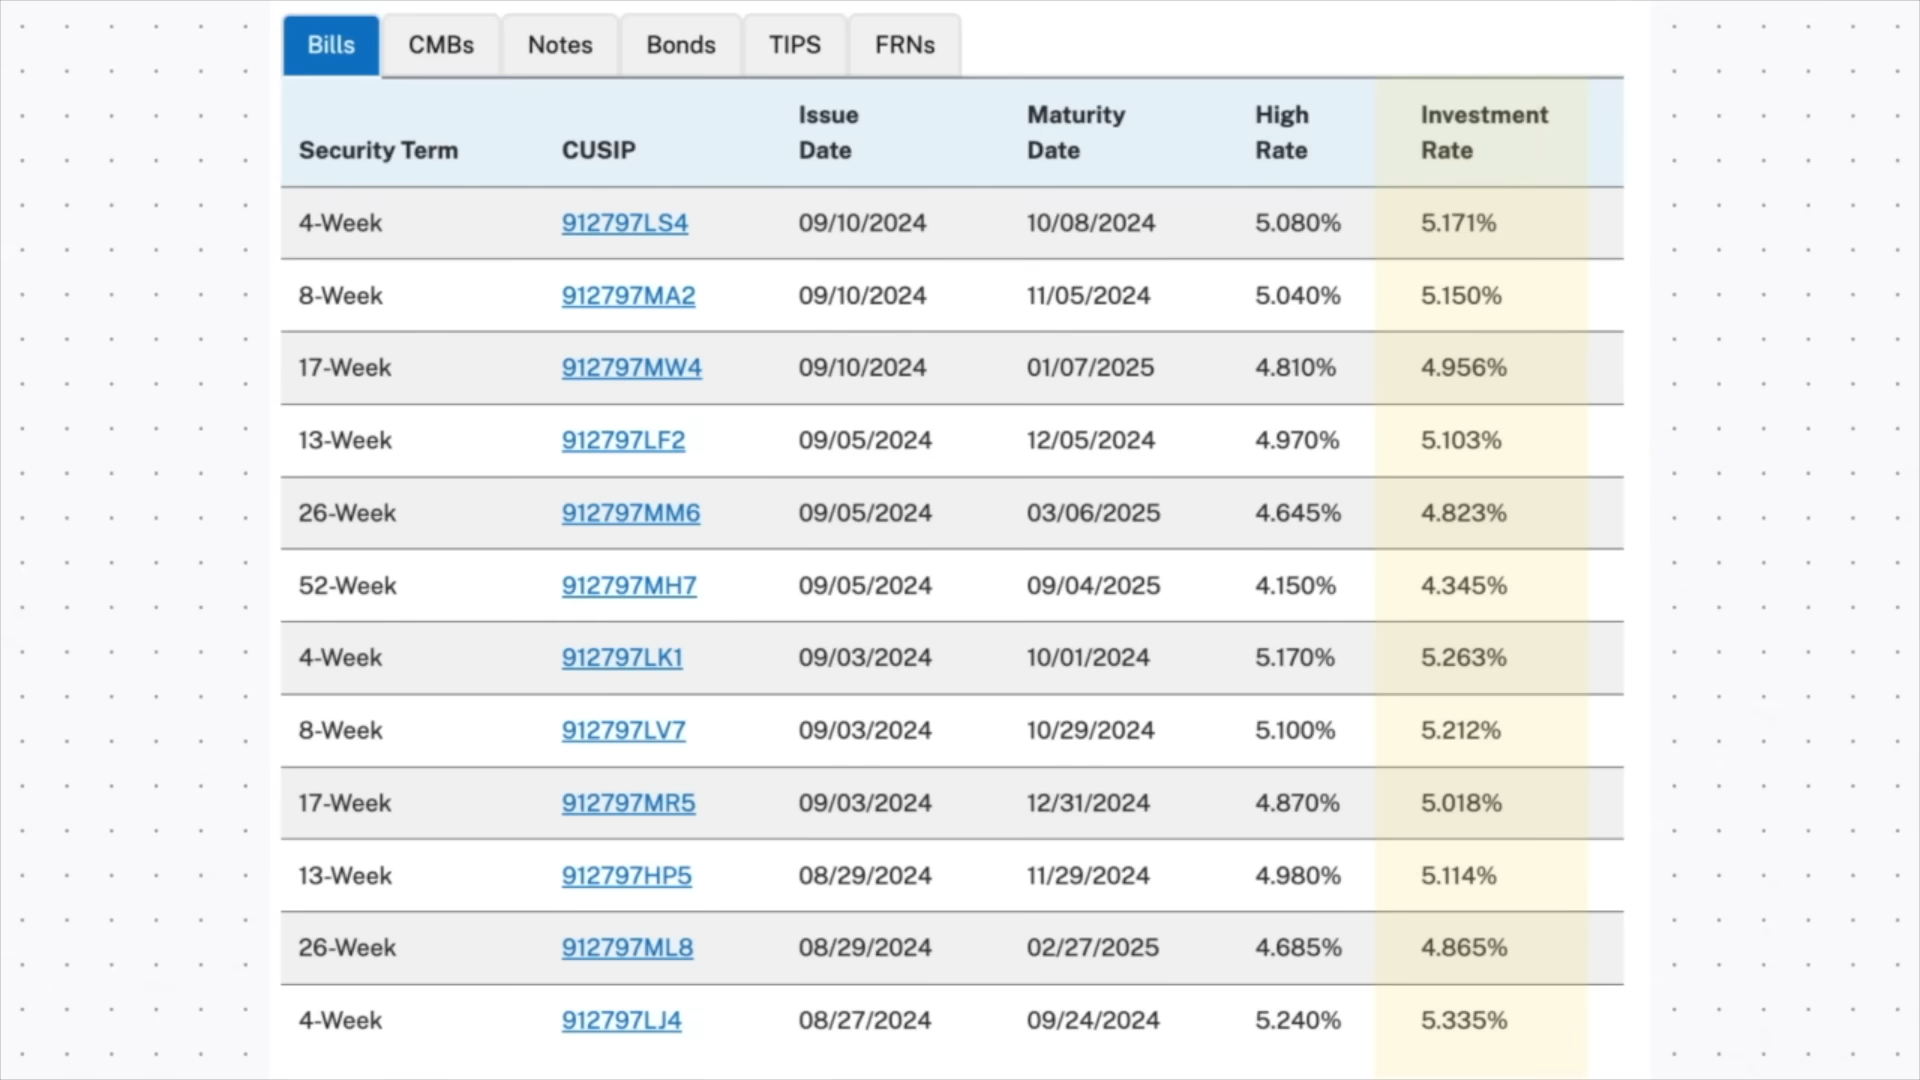 Bills CMBs Notes Bonds TIPS FRNs
Security Term CUSIP Issue Date Maturity Date High Rate Investment Rate
4-Week 912797LS4 09/10/2024 10/08/2024 5.080% 5.171%
8-Week 912797MA2 09/10/2024 11/05/2024 5.040% 5.150%
17-Week 912797MW4 09/10/2024 01/07/2025 4.810% 4.956%
13-Week 912797LF2 09/05/2024 12/05/2024 4.970% 5.103%
26-Week 912797MM6 09/05/2024 03/06/2025 4.645% 4.823%
52-Week 912797MH7 09/05/2024 09/04/2025 4.150% 4.345%
4-Week 912797LK1 09/03/2024 10/01/2024 5.170% 5.263%
8-Week 912797LV7 09/03/2024 10/29/2024 5.100% 5.212%
17-Week 912797MR5 09/03/2024 12/31/2024 4.870% 5.018%
13-Week 912797HP5 08/29/2024 11/29/2024 4.980% 5.114%
26-Week 912797ML8 08/29/2024 02/27/2025 4.685% 4.865%
4-Week 912797LJ4 08/27/2024 09/24/2024 5.240% 5.335%